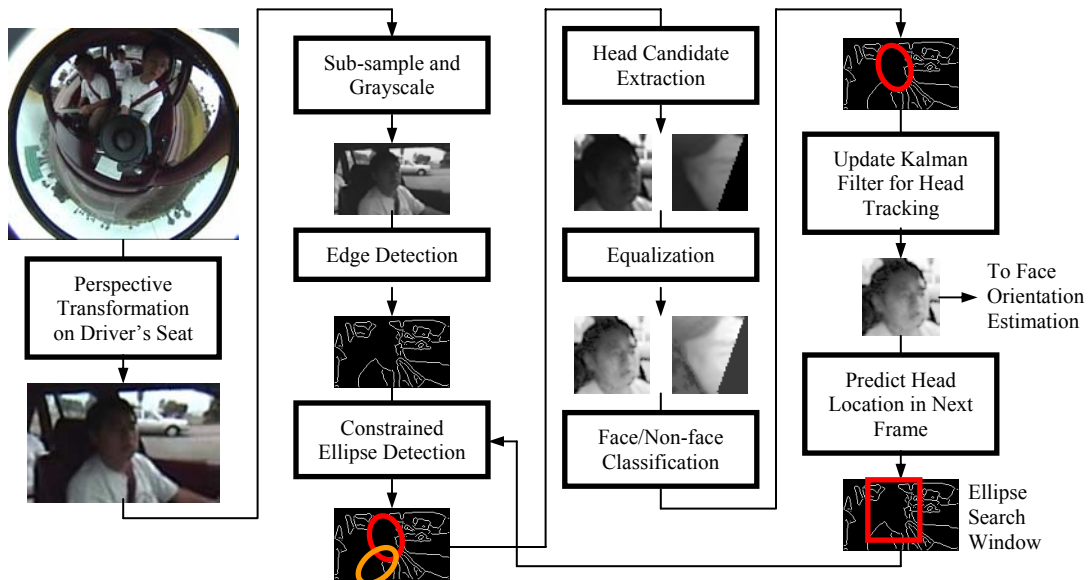 Perspective
Transformation
on Driver's Seat
Sub-sample and
Grayscale
Edge Detection
Constrained
Ellipse Detection
Head Candidate
Extraction
Equalization
Face/Non-face
Classification
Update Kalman
Filter for Head
Tracking
To Face
Orientation
Estimation
Predict Head
Location in Next
Frame
Ellipse
Search
Window